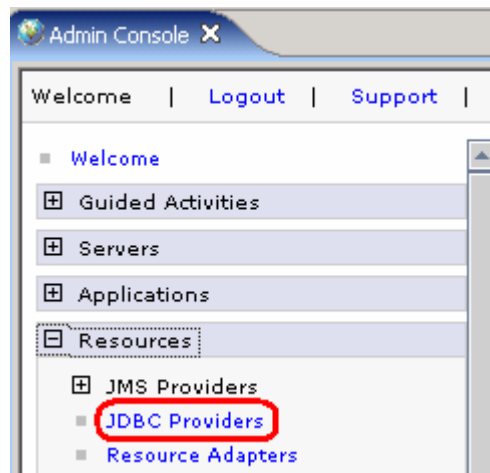 Admin Console
Welcome | Logout | Support |
Welcome
Guided Activities
Servers
Applications
Resources
JMS Providers
JDBC Providers
Resource Adapters